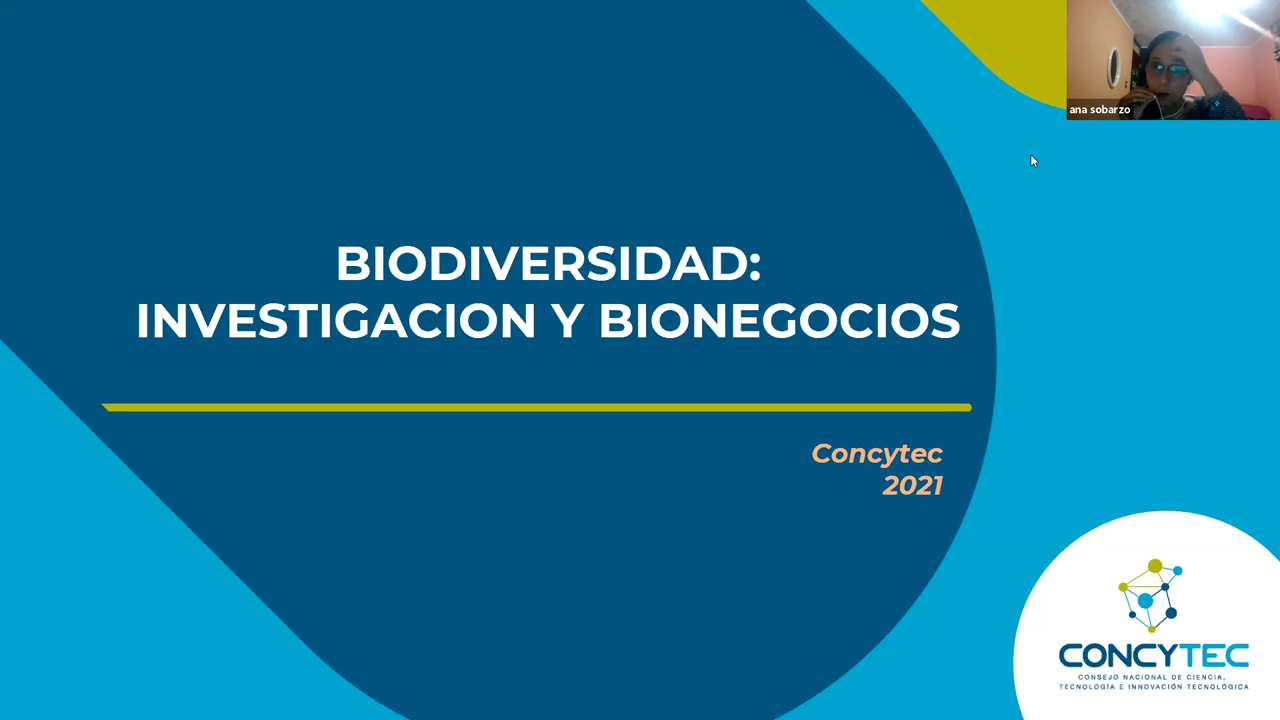 ana sobarzo
BIODIVERSIDAD:
INVESTIGACION Y BIONEGOCIOS
Concytec
2021
CONCYTEC
CONSEJO NACIONAL DE CIENCIA,
TECNOLOGÍA E INNOVACIÓN TECNOLÓGICA